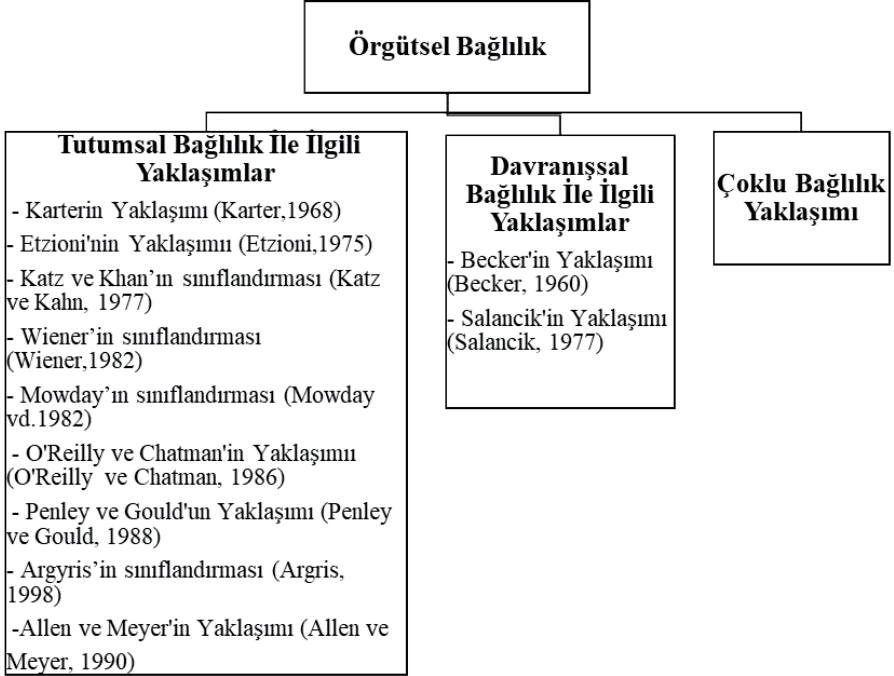 Örgütsel Bağlılık
Tutumsal Bağlılık İle İlgili
Yaklaşımlar
- Karterin Yaklaşımı (Karter,1968)
- Etzioni'nin Yaklaşımıı (Etzioni,1975)
- Katz ve Khan’ın sınıflandırması (Katz
ve Kahn, 1977)
- Wiener’in sınıflandırması
(Wiener,1982)
- Mowday’ın sınıflandırması (Mowday
vd.1982)
- O'Reilly ve Chatman'in Yaklaşımıı
(O'Reilly ve Chatman, 1986)
- Penley ve Gould'un Yaklaşımı (Penley
ve Gould, 1988)
- Argyris’in sınıflandırması (Argris,
1998)
-Allen ve Meyer'in Yaklaşımı (Allen ve
Meyer, 1990)
Davranışsal
Bağlılık İle İlgili
Yaklaşımlar
- Becker'in Yaklaşımı
(Becker, 1960)
- Salancik'in Yaklaşımı
(Salancik, 1977)
Çoklu Bağlılık
Yaklaşımı